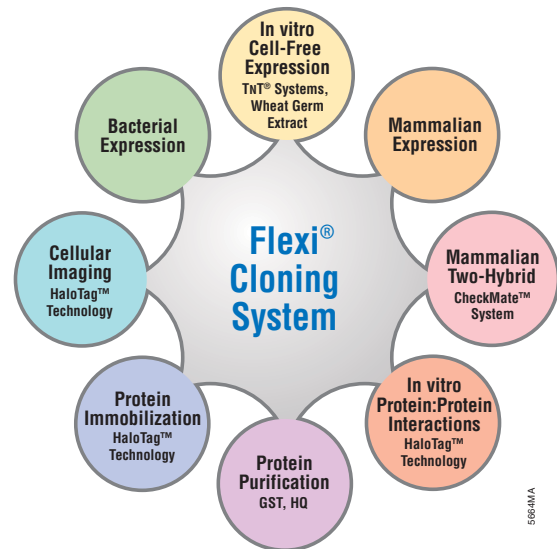 In vitro
Cell-Free
Expression
TNT® Systems,
Wheat Germ
Extract
Bacterial
Expression
Mammalian
Expression
Flexi®
Cloning
System
Cellular
Imaging
HaloTag™
Technology
Mammalian
Two-Hybrid
CheckMate™
System
Protein
Immobilization
HaloTag™
Technology
In vitro
Protein:Protein
Interactions
HaloTag™
Technology
Protein
Purification
GST, HQ
5664MA